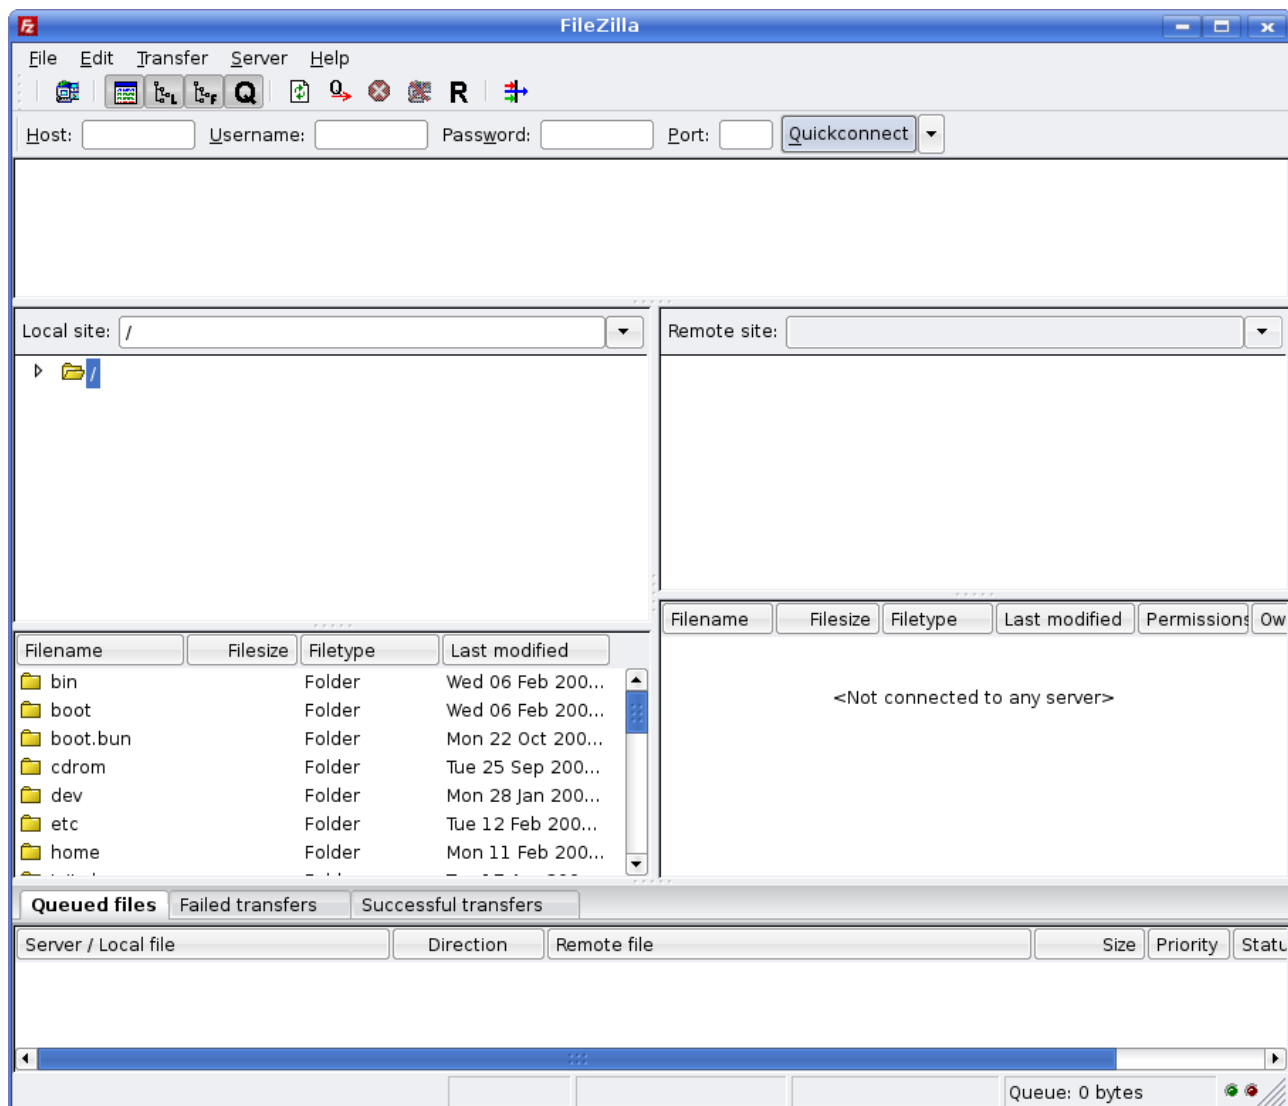 FileZilla
File Edit Transfer Server Help
L F Q Q R
Host: Username: Password: Port: Quickconnect
Local site: /
Remote site:
/
Filename Filesize Filetype Last modified
bin Folder Wed 06 Feb 200...
boot Folder Wed 06 Feb 200...
boot.bun Folder Mon 22 Oct 200...
cdrom Folder Tue 25 Sep 200...
dev Folder Mon 28 Jan 200...
etc Folder Tue 12 Feb 200...
home Folder Mon 11 Feb 200...
Filename Filesize Filetype Last modified Permissions Ow
<Not connected to any server>
Queued files Failed transfers Successful transfers
Server / Local file Direction Remote file Size Priority Statu
Queue: 0 bytes